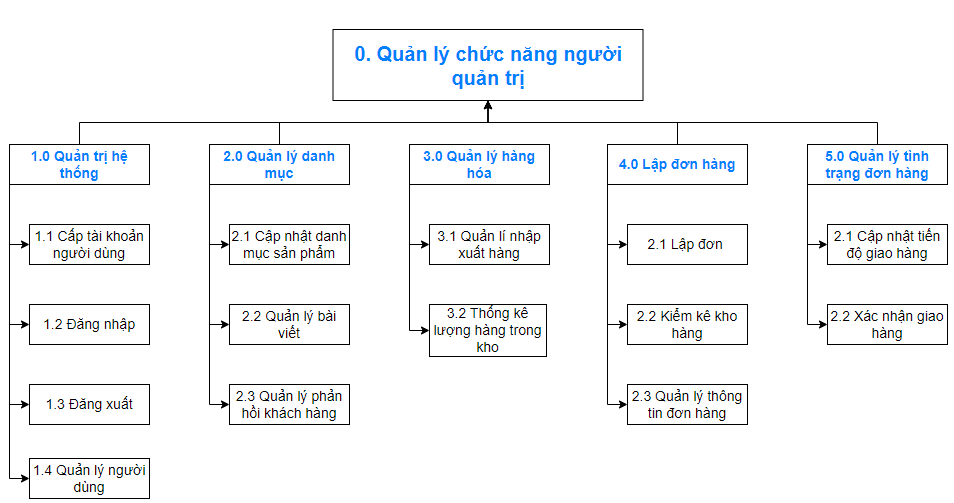 0. Quản lý chức năng người
quản trị
1.0 Quản trị hệ
thống
1.1 Cấp tài khoản
người dùng
1.2 Đăng nhập
1.3 Đăng xuất
1.4 Quản lý người
dùng
2.0 Quản lý danh
mục
2.1 Cập nhật danh
mục sản phẩm
2.2 Quản lý bài
viết
2.3 Quản lý phản
hồi khách hàng
3.0 Quản lý hàng
hóa
3.1 Quản lí nhập
xuất hàng
3.2 Thống kê
lượng hàng trong
kho
4.0 Lập đơn hàng
2.1 Lập đơn
2.2 Kiểm kê kho
hàng
2.3 Quản lý thông
tin đơn hàng
5.0 Quản lý tình
trạng đơn hàng
2.1 Cập nhật tiến
độ giao hàng
2.2 Xác nhận giao
hàng